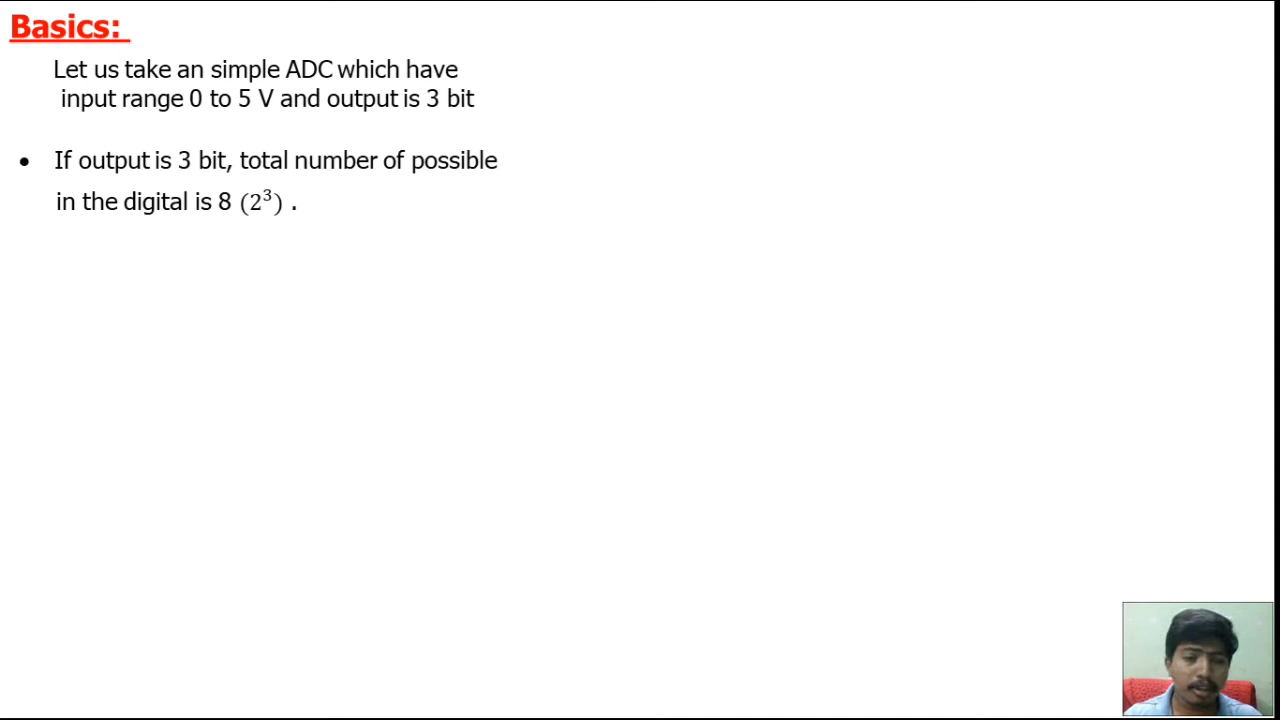 Basics:
Let us take an simple ADC which have
input range 0 to 5 V and output is 3 bit
• If output is 3 bit, total number of possible
in the digital is 8 (2³) .